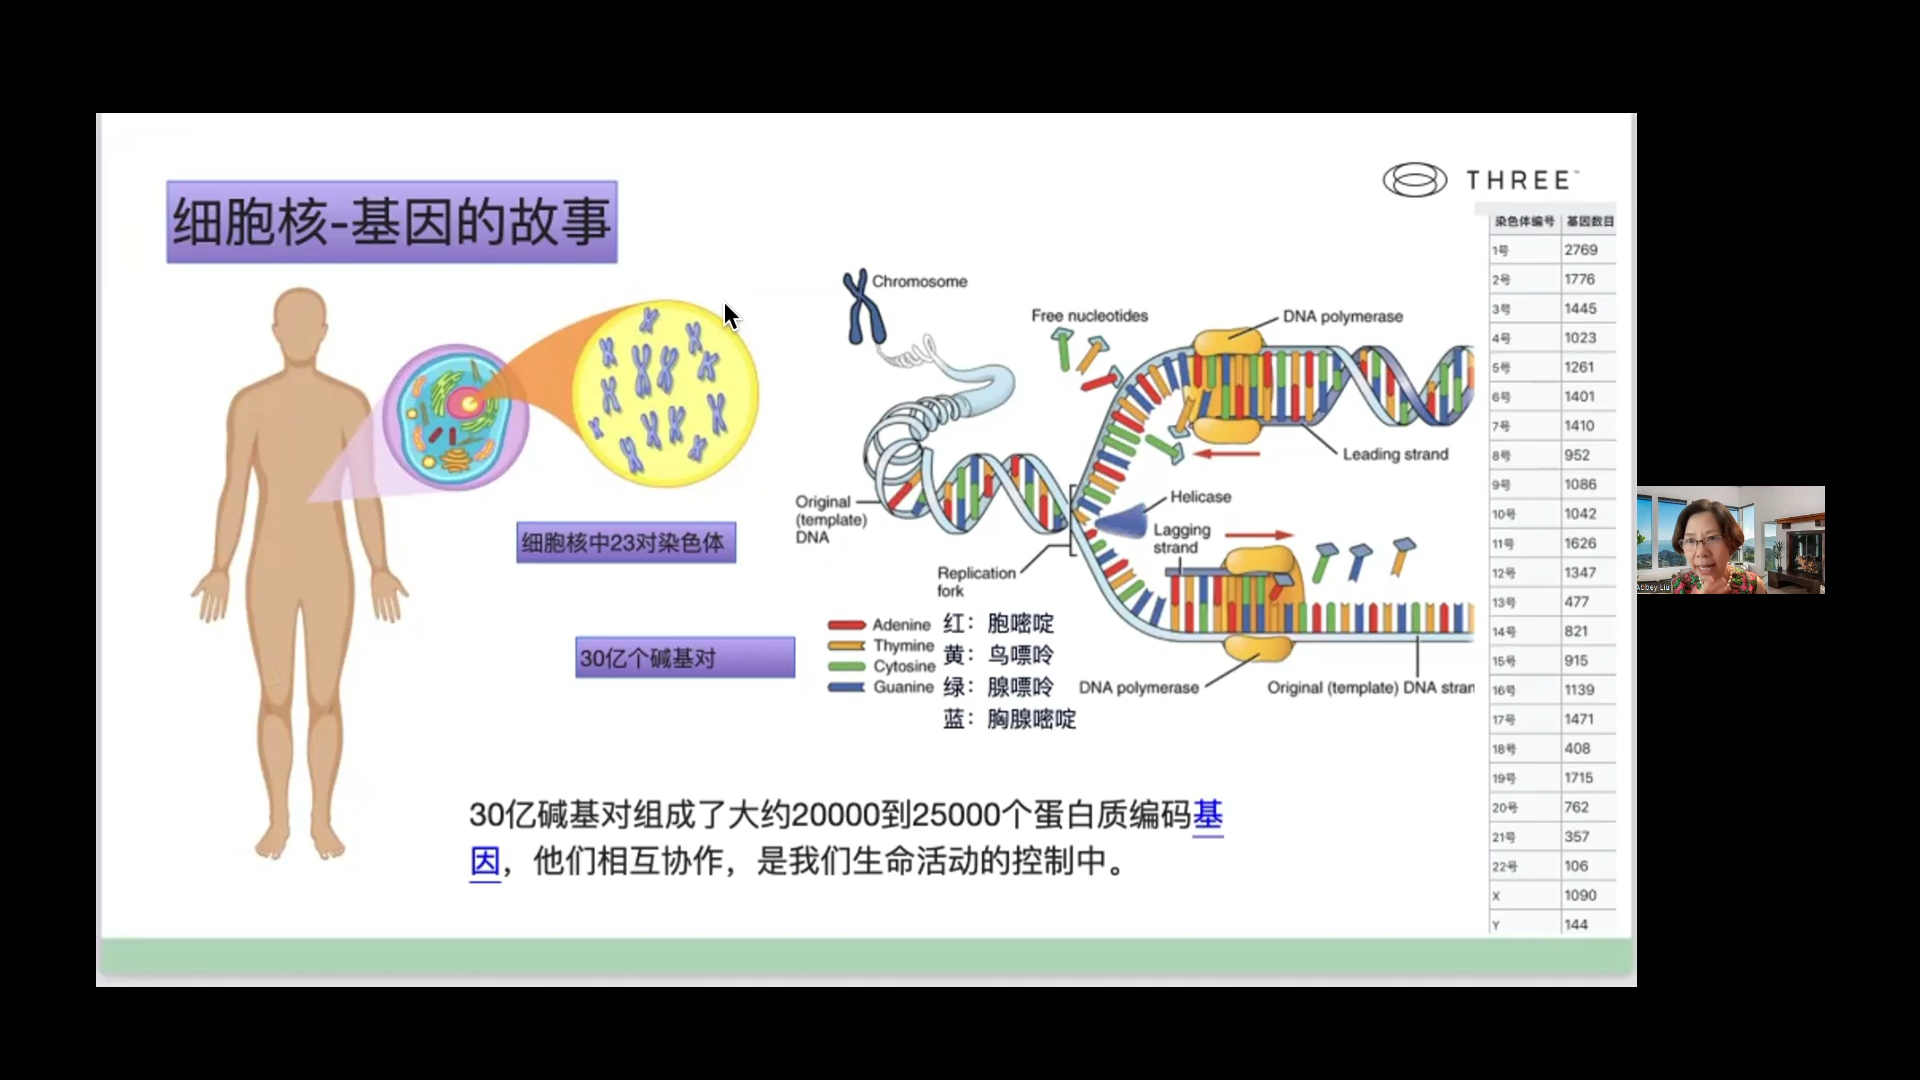 细胞核-基因的故事
THREE™
Chromosome
Free nucleotides
DNA polymerase
Leading strand
Helicase
Lagging
strand
Original
(template)
DNA
Replication
fork
Adenine
Thymine
Cytosine
Guanine
红：胞嘧啶
黄：鸟嘌呤
绿：腺嘌呤
蓝：胸腺嘧啶
DNA polymerase
Original (template) DNA stran
细胞核中23对染色体
30亿个碱基对
30亿碱基对组成了大约20000到25000个蛋白质编码基
因，他们相互协作，是我们生命活动的控制中。
染色体编号 基因数目
1号 2769
2号 1776
3号 1445
4号 1023
5号 1261
6号 1401
7号 1410
8号 952
9号 1086
10号 1042
11号 1626
12号 1347
13号 477
14号 821
15号 915
16号 1139
17号 1471
18号 408
19号 1715
20号 762
21号 357
22号 106
X 1090
Y 144
Abbey Liu